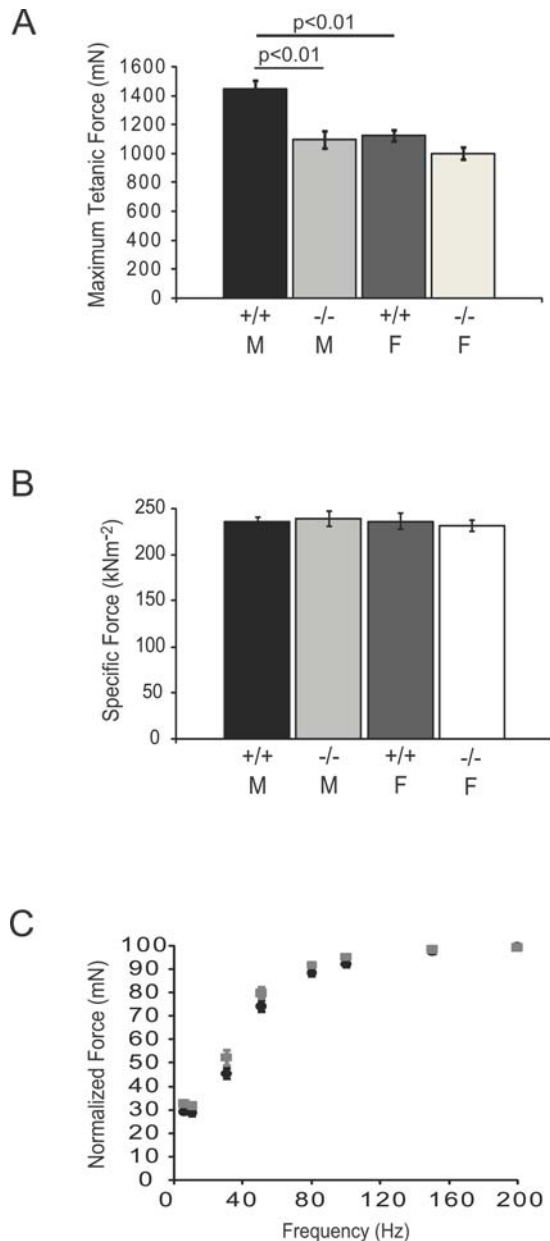 A
p<0.01
p<0.01
Maximum Tetanic Force (mN)
1600
1400
1200
1000
800
600
400
200
0
+/+ -/- +/+ -/-
M M F F
B
Specific Force (kNm-2)
250
200
150
100
50
0
+/+ -/- +/+ -/-
M M F F
C
Normalized Force (mN)
100
90
80
70
60
50
40
30
20
10
0
0 40 80 120 160 200
Frequency (Hz)